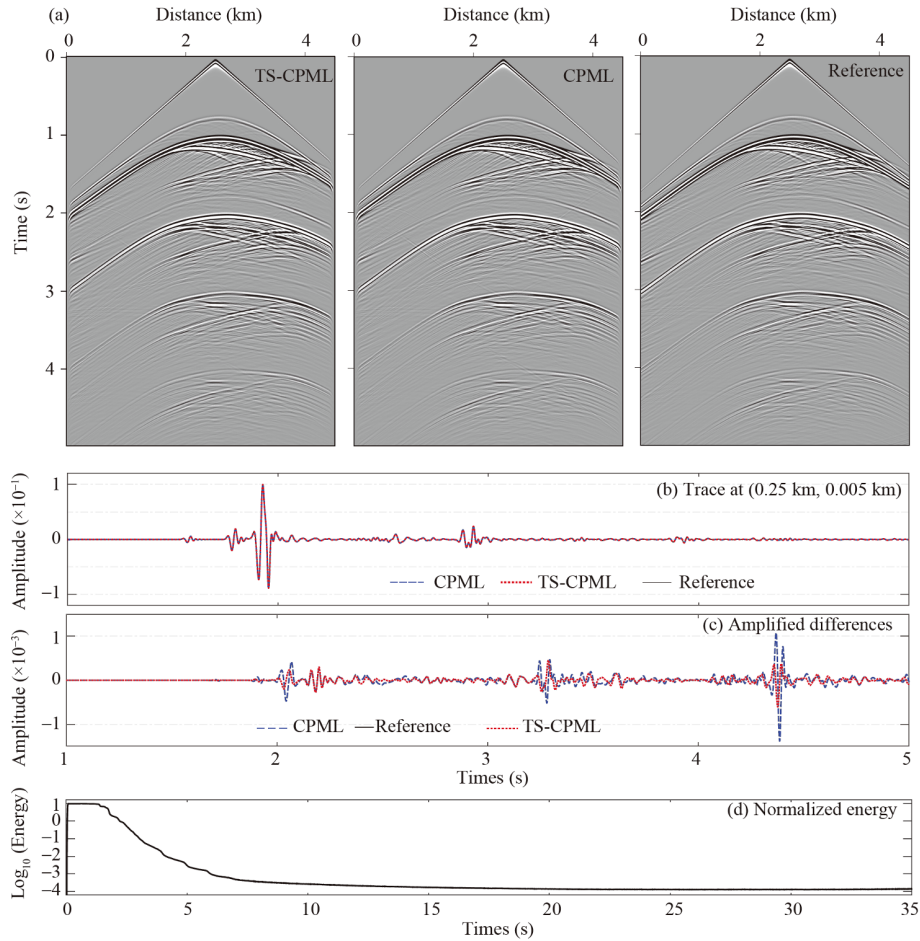 (a)
Distance (km) Distance (km) Distance (km)
0 2 4 0 2 4 0 2 4
0
TS-CPML CPML Reference
1
2
3
4
Time (s)
1
0
−1
Amplitude (×10⁻¹)
(b) Trace at (0.25 km, 0.005 km)
CPML TS-CPML Reference
1
0
−1
Amplitude (×10⁻³)
(c) Amplified differences
CPML Reference TS-CPML
1 2 3 4 5
Times (s)
1
0
−1
−2
−3
−4
Log₁₀ (Energy)
(d) Normalized energy
0 5 10 15 20 25 30 35
Times (s)